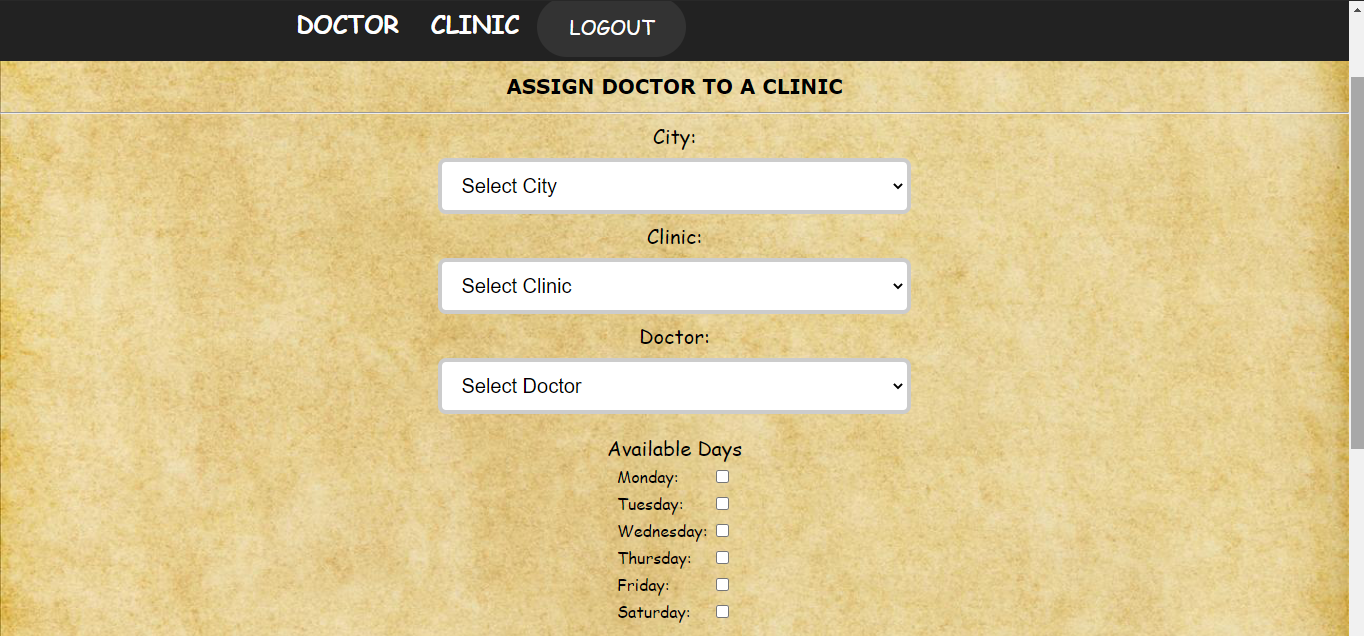 DOCTOR CLINIC LOGOUT
ASSIGN DOCTOR TO A CLINIC
City:
Select City
Clinic:
Select Clinic
Doctor:
Select Doctor
Available Days
Monday:
Tuesday:
Wednesday:
Thursday:
Friday:
Saturday: